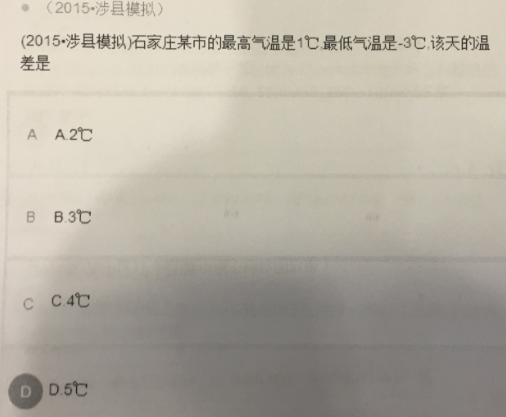 （2015•涉县模拟）
(2015•涉县模拟)石家庄某市的最高气温是1℃,最低气温是-3℃,该天的温
差是
A A.2℃
B B.3℃
C C.4℃
D D.5℃